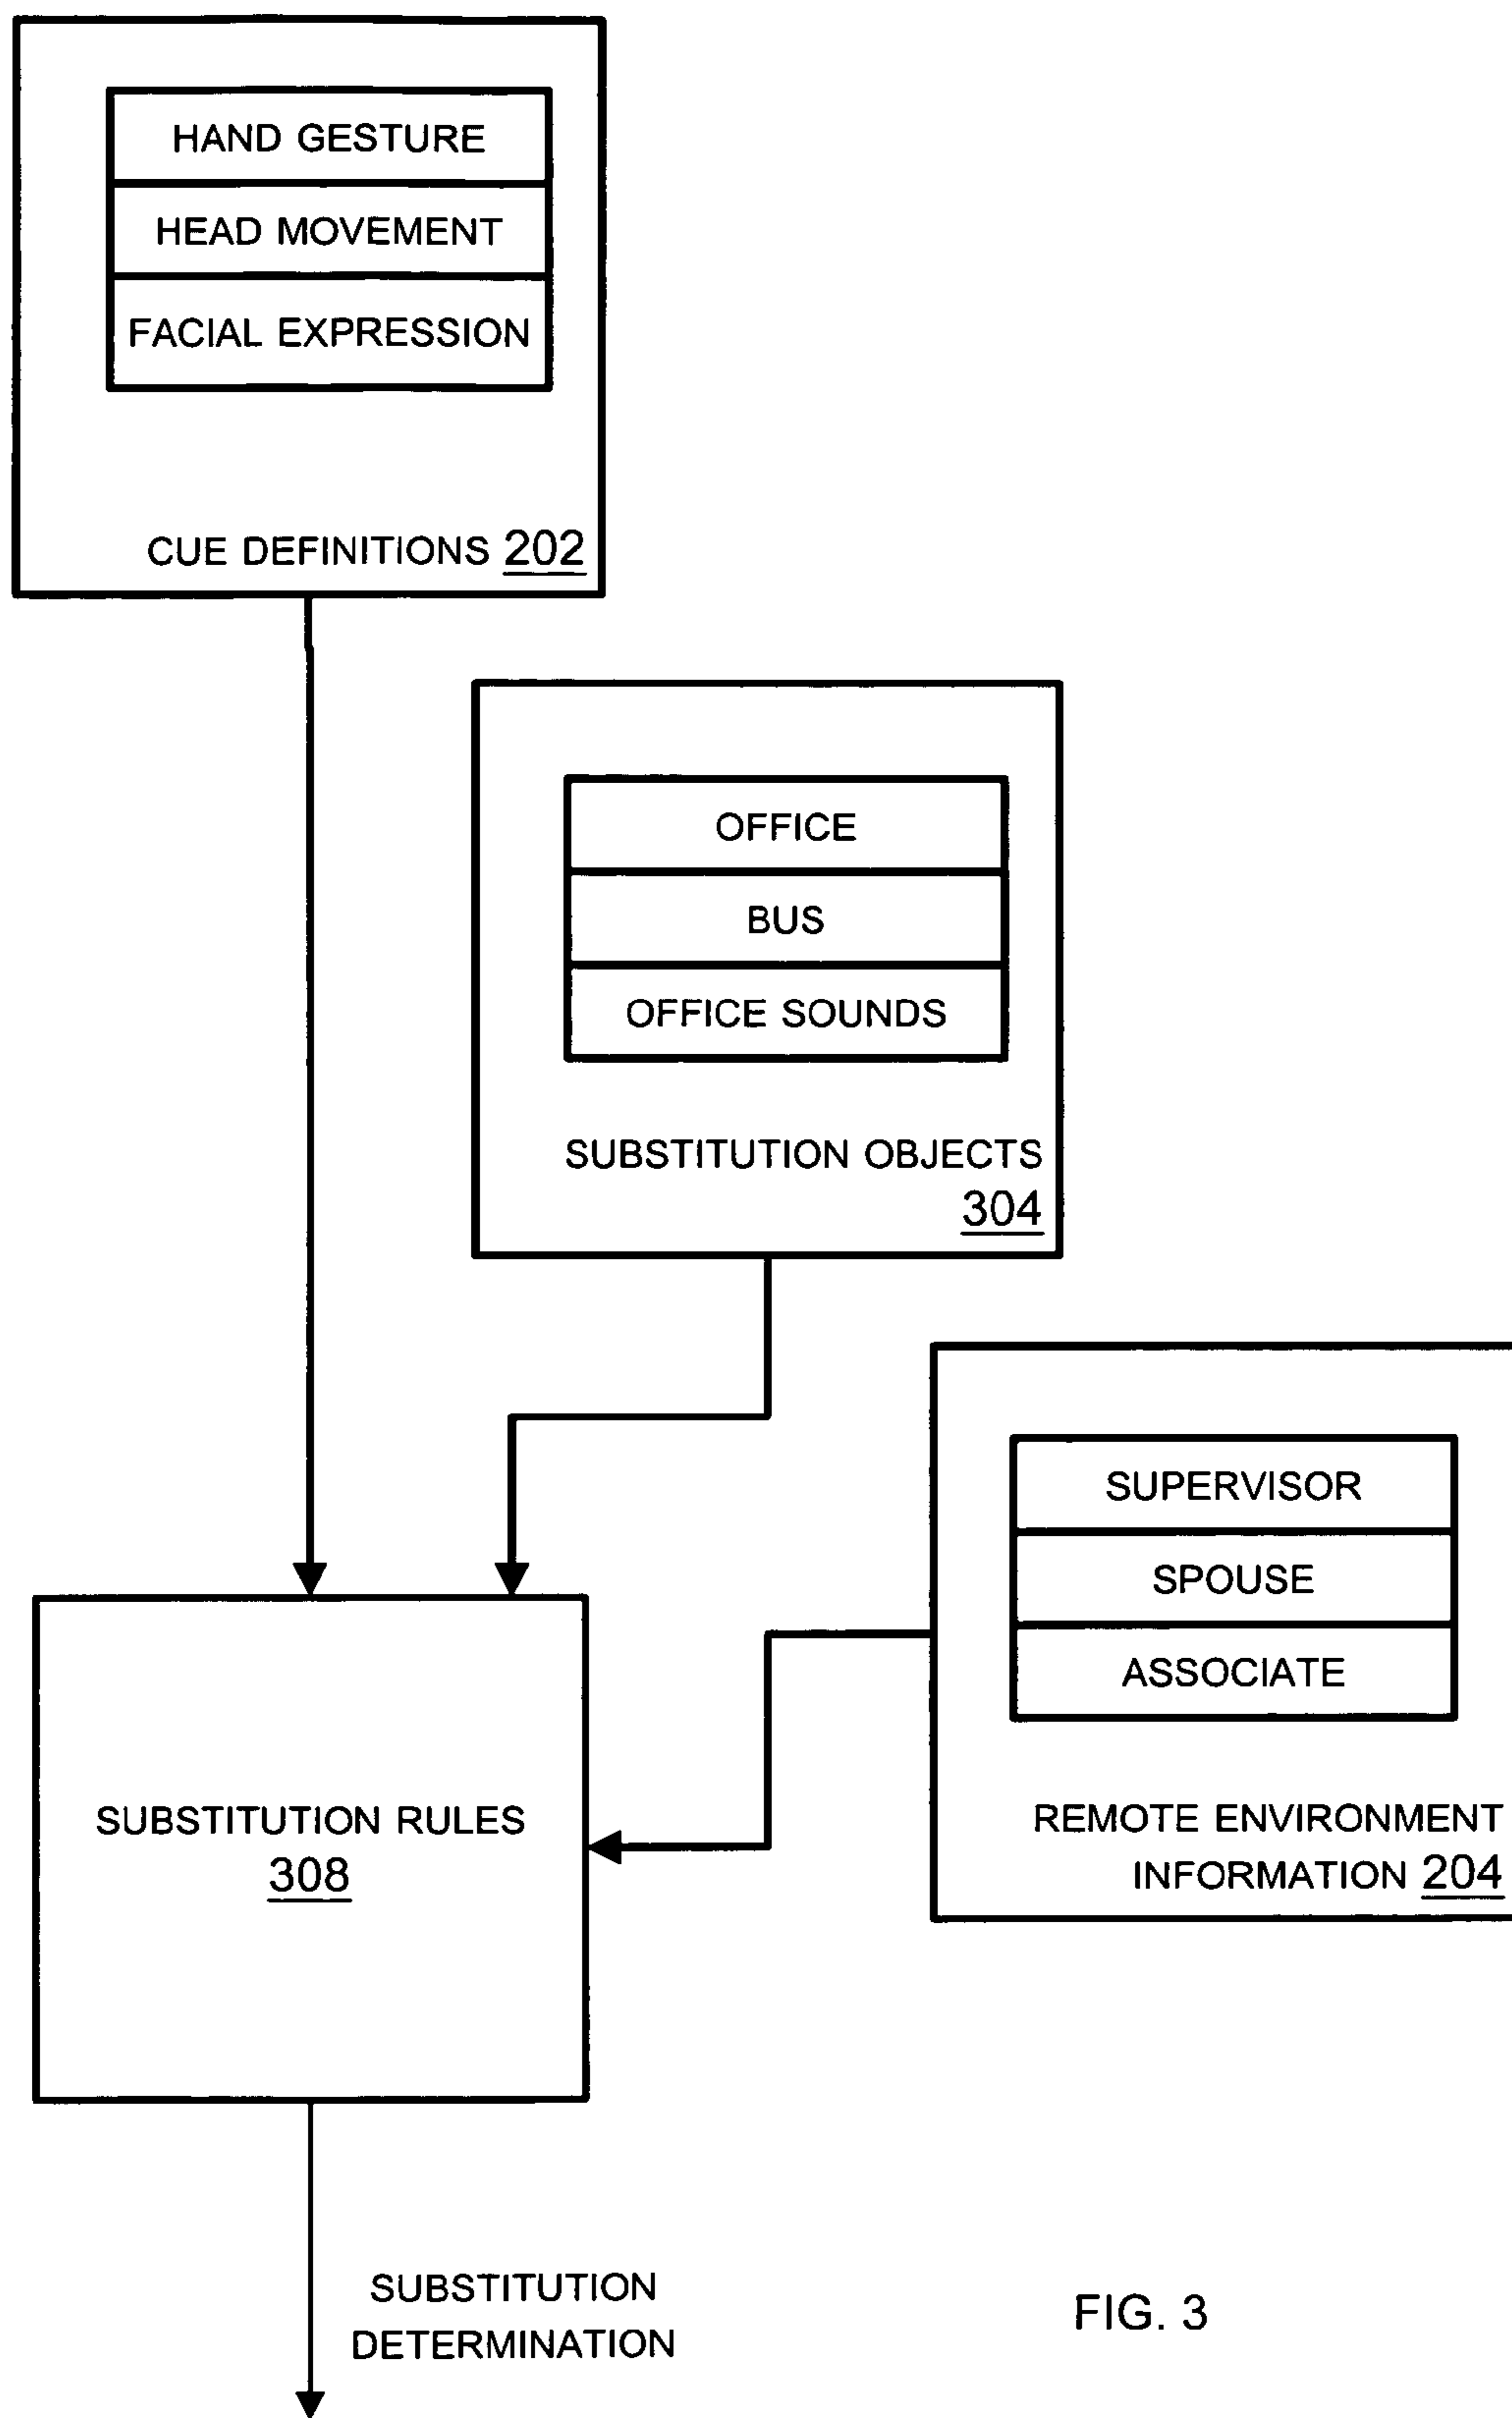 HAND GESTURE
HEAD MOVEMENT
FACIAL EXPRESSION
CUE DEFINITIONS 202
OFFICE
BUS
OFFICE SOUNDS
SUBSTITUTION OBJECTS
304
SUPERVISOR
SPOUSE
ASSOCIATE
REMOTE ENVIRONMENT
INFORMATION 204
SUBSTITUTION RULES
308
SUBSTITUTION
DETERMINATION
FIG. 3